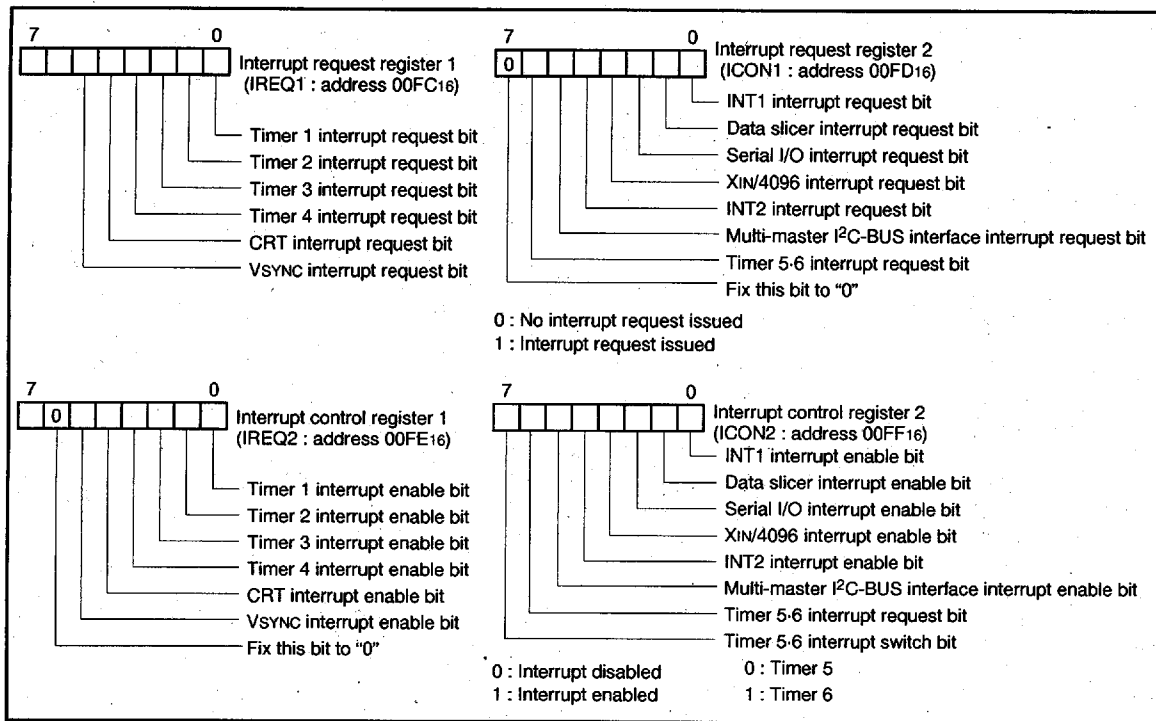 7 0
Interrupt request register 1
(IREQ1 : address 00FC16)
Timer 1 interrupt request bit
Timer 2 interrupt request bit
Timer 3 interrupt request bit
Timer 4 interrupt request bit
CRT interrupt request bit
VSYNC interrupt request bit
7 0
0
Interrupt request register 2
(ICON1 : address 00FD16)
INT1 interrupt request bit
Data slicer interrupt request bit
Serial I/O interrupt request bit
XIN/4096 interrupt request bit
INT2 interrupt request bit
Multi-master I2C-BUS interface interrupt request bit
Timer 5·6 interrupt request bit
Fix this bit to “0”
0 : No interrupt request issued
1 : Interrupt request issued
7 0
0
Interrupt control register 1
(IREQ2 : address 00FE16)
Timer 1 interrupt enable bit
Timer 2 interrupt enable bit
Timer 3 interrupt enable bit
Timer 4 interrupt enable bit
CRT interrupt enable bit
VSYNC interrupt enable bit
Fix this bit to “0”
7 0
Interrupt control register 2
(ICON2 : address 00FF16)
INT1 interrupt enable bit
Data slicer interrupt enable bit
Serial I/O interrupt enable bit
XIN/4096 interrupt enable bit
INT2 interrupt enable bit
Multi-master I2C-BUS interface interrupt enable bit
Timer 5·6 interrupt request bit
Timer 5·6 interrupt switch bit
0 : Interrupt disabled 0 : Timer 5
1 : Interrupt enabled 1 : Timer 6